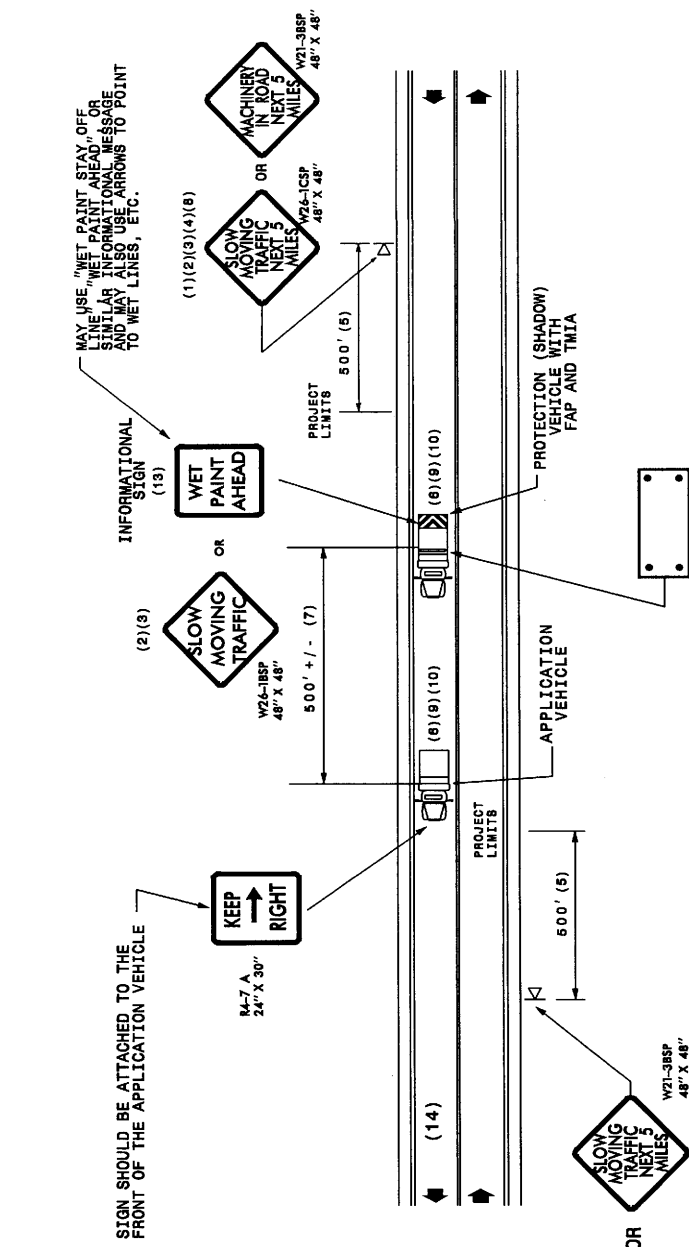 MAY USE "WET PAINT STAY OFF
LINE", "WET PAINT AHEAD", OR
SIMILAR INFORMATIONAL MESSAGE
AND MAY ALSO USE ARROWS TO POINT
TO WET LINES, ETC.
MACHINERY
IN ROAD
NEXT 5
MILES
W21-3BSP
48" X 48"
OR
(1)(2)(3)(4)(8)
SLOW
MOVING
TRAFFIC
NEXT 5
MILES
W26-1CSP
48" X 48"
500' (5)
PROJECT
LIMITS
INFORMATIONAL
SIGN
(13)
WET
PAINT
AHEAD
OR
(2)(3)
SLOW
MOVING
TRAFFIC
W26-1BSP
48" X 48"
500' +/- (7)
(6)(9)(10)
PROTECTION (SHADOW)
VEHICLE WITH
FAP AND TMIA
(6)(9)(10)
APPLICATION
VEHICLE
SIGN SHOULD BE ATTACHED TO THE
FRONT OF THE APPLICATION VEHICLE
KEEP
RIGHT
R4-7 A
24" X 30"
PROJECT
LIMITS
500' (5)
(14)
SLOW
MOVING
TRAFFIC
NEXT 5
MILES
W21-3BSP
48" X 48"
OR